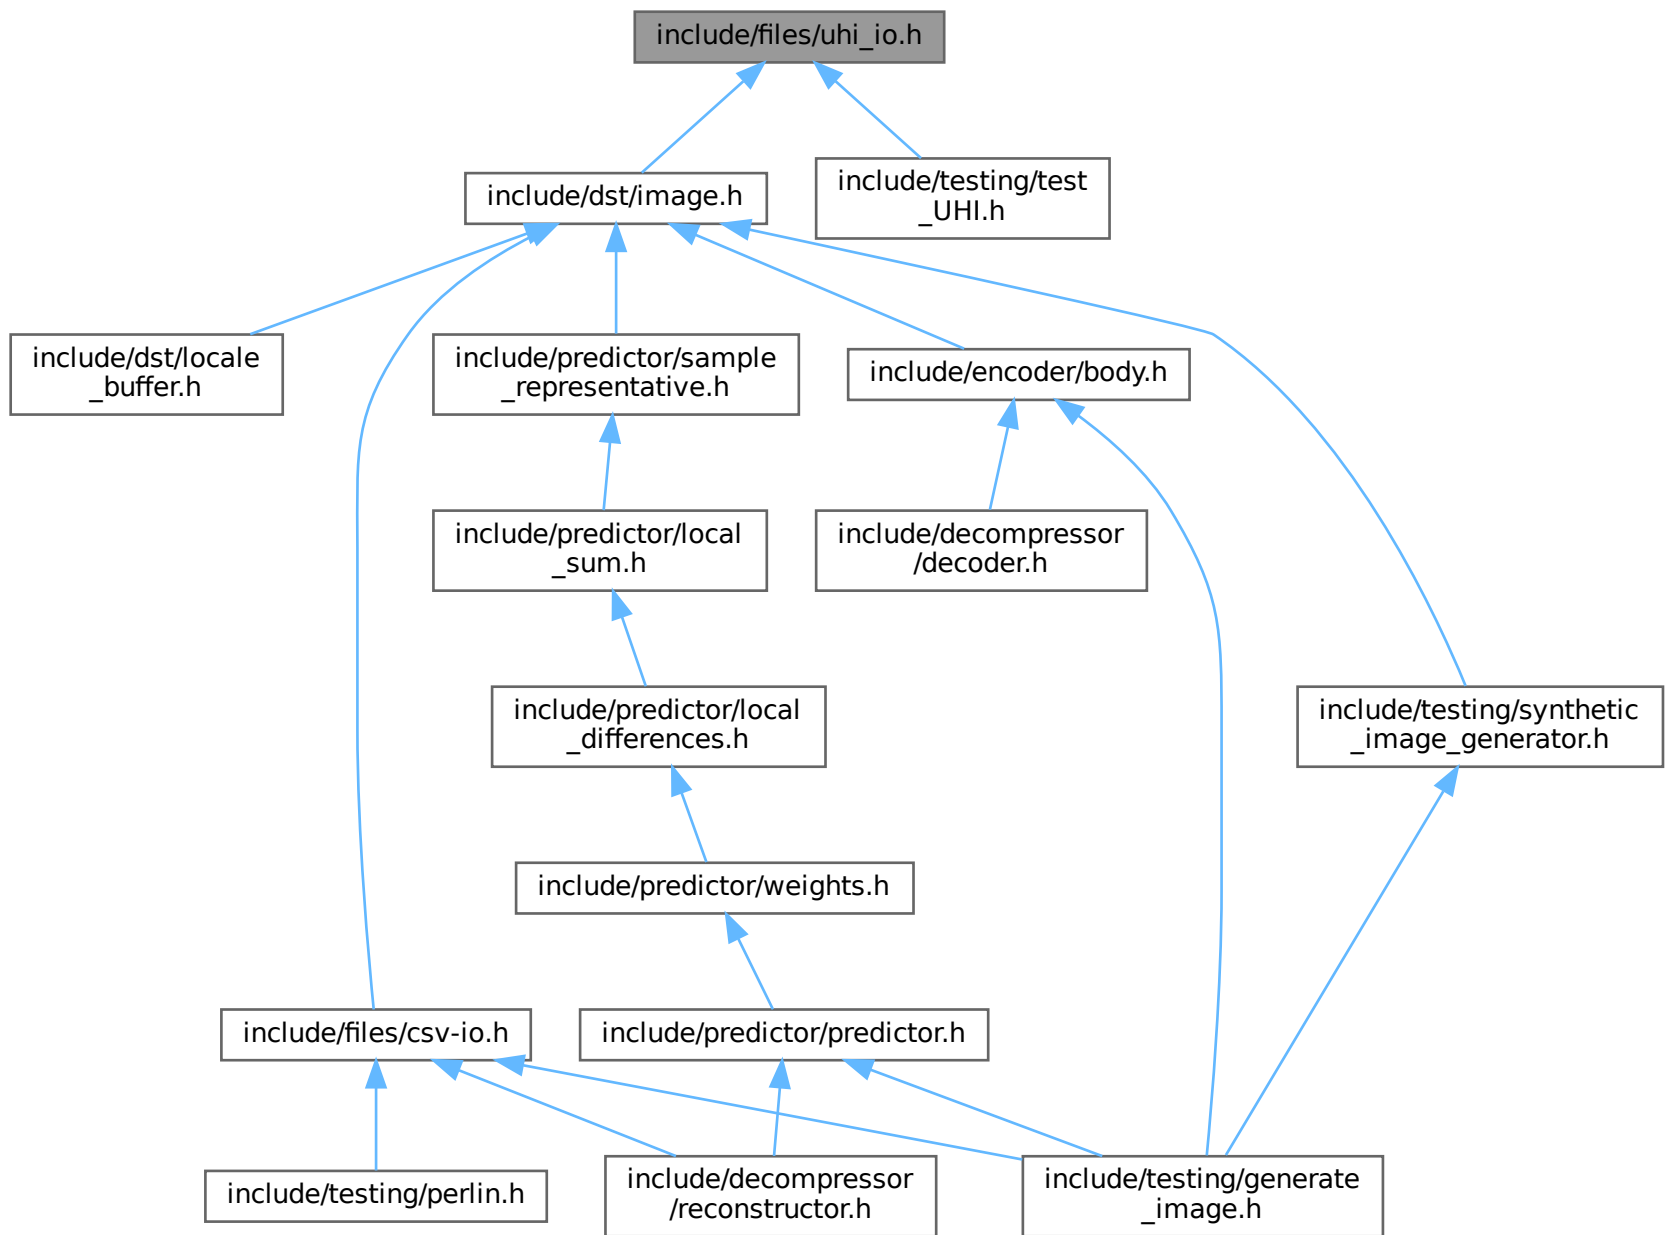 include/files/uhi_io.h
include/dst/image.h
include/testing/test
_UHI.h
include/dst/locale
_buffer.h
include/predictor/sample
_representative.h
include/encoder/body.h
include/predictor/local
_sum.h
include/decompressor
/decoder.h
include/predictor/local
_differences.h
include/testing/synthetic
_image_generator.h
include/predictor/weights.h
include/files/csv-io.h
include/predictor/predictor.h
include/testing/perlin.h
include/decompressor
/reconstructor.h
include/testing/generate
_image.h